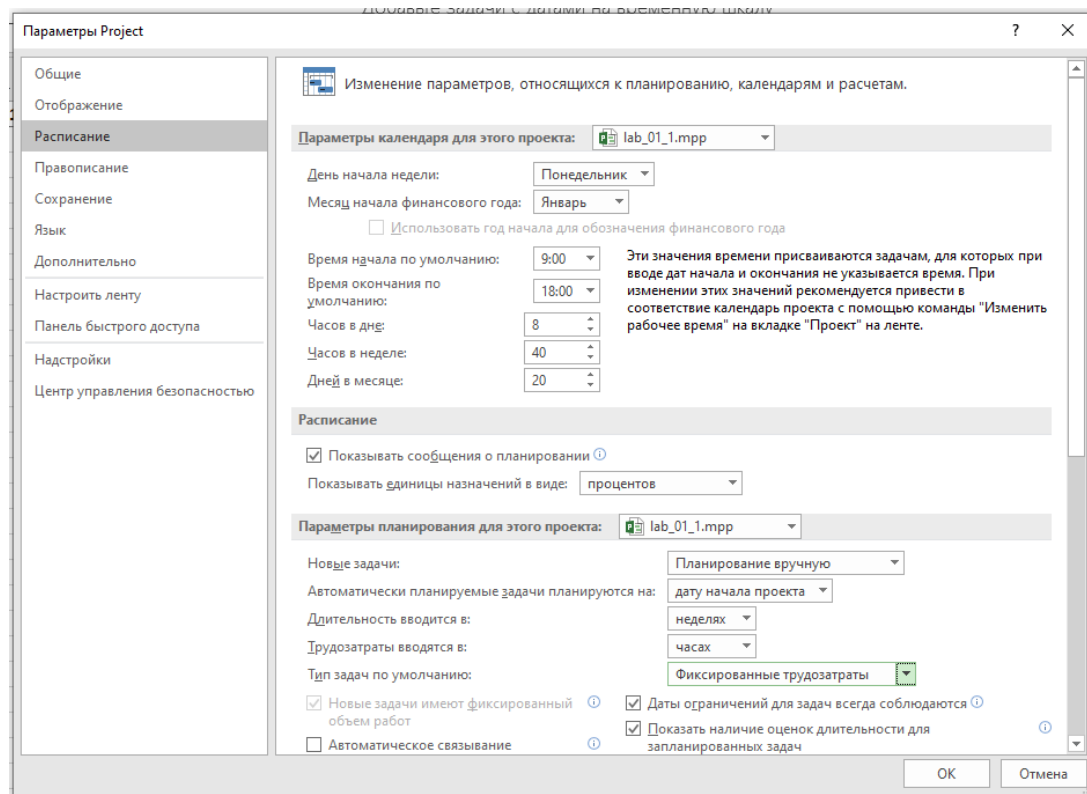 Добавьте задачи с датами на временную шкалу
Параметры Project
?
Общие
Отображение
Расписание
Правописание
Сохранение
Язык
Дополнительно
Настроить ленту
Панель быстрого доступа
Надстройки
Центр управления безопасностью
Изменение параметров, относящихся к планированию, календарям и расчетам.
Параметры календаря для этого проекта: lab_01_1.mpp
День начала недели: Понедельник
Месяц начала финансового года: Январь
Использовать год начала для обозначения финансового года
Время начала по умолчанию: 9:00
Время окончания по
умолчанию: 18:00
Часов в дне: 8
Часов в неделе: 40
Дней в месяце: 20
Эти значения времени присваиваются задачам, для которых при
вводе дат начала и окончания не указывается время. При
изменении этих значений рекомендуется привести в
соответствие календарь проекта с помощью команды "Изменить
рабочее время" на вкладке "Проект" на ленте.
Расписание
Показывать сообщения о планировании
Показывать единицы назначений в виде: процентов
Параметры планирования для этого проекта: lab_01_1.mpp
Новые задачи: Планирование вручную
Автоматически планируемые задачи планируются на: дату начала проекта
Длительность вводится в: неделях
Трудозатраты вводятся в: часах
Тип задач по умолчанию: Фиксированные трудозатраты
Новые задачи имеют фиксированный
объем работ
Автоматическое связывание
Даты ограничений для задач всегда соблюдаются
Показать наличие оценок длительности для
запланированных задач
ОК
Отмена